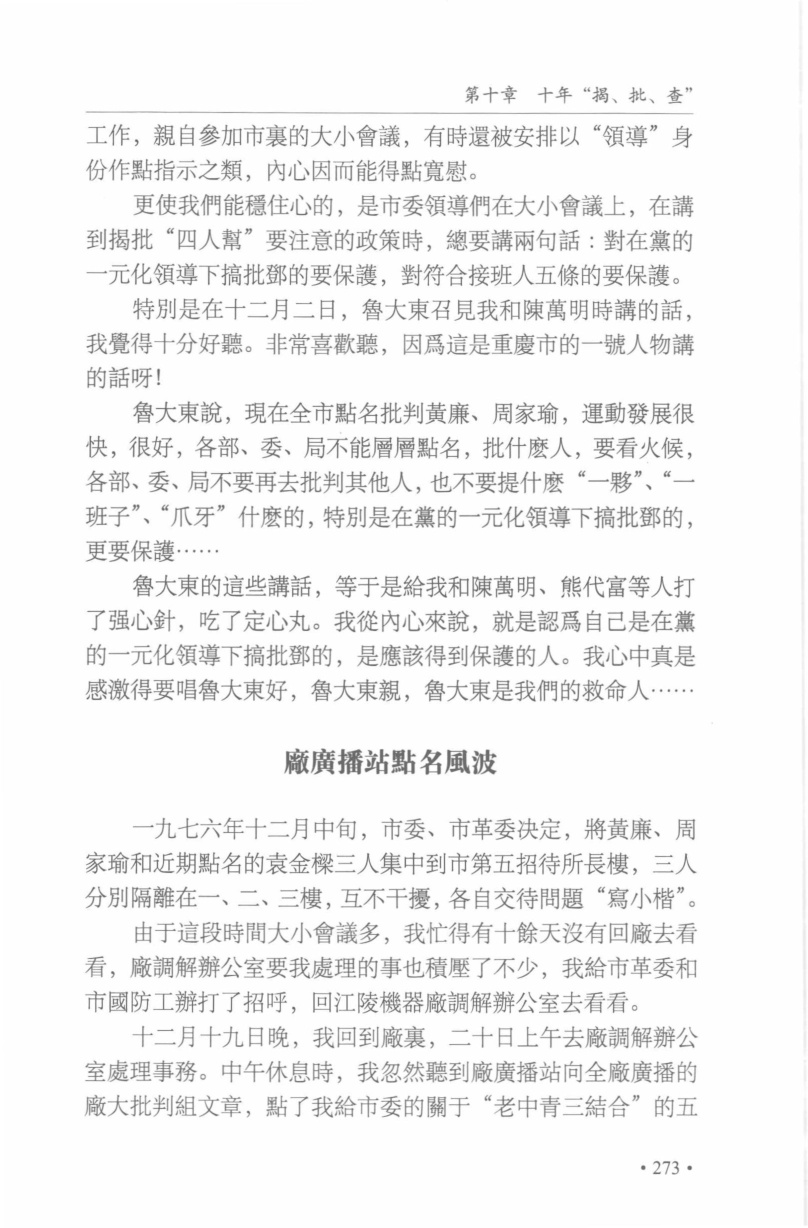 第十章　十年“揭、批、查”
工作，親自參加市裏的大小會議，有時還被安排以“領導”身
份作點指示之類，內心因而能得點寬慰。
更使我們能穩住心的，是市委領導們在大小會議上，在講
到揭批“四人幫”要注意的政策時，總要講兩句話：對在黨的
一元化領導下搞批鄧的要保護，對符合接班人五條的要保護。
特別是在十二月二日，魯大東召見我和陳萬明時講的話，
我覺得十分好聽。非常喜歡聽，因爲這是重慶市的一號人物講
的話呀！
魯大東說，現在全市點名批判黃廉、周家瑜，運動發展很
快，很好，各部、委、局不能層層點名，批什麽人，要看火候，
各部、委、局不要再去批判其他人，也不要提什麽“一夥”、“一
班子”、“爪牙”什麽的，特別是在黨的一元化領導下搞批鄧的，
更要保護……
魯大東的這些講話，等于是給我和陳萬明、熊代富等人打
了强心針，吃了定心丸。我從內心來說，就是認爲自己是在黨
的一元化領導下搞批鄧的，是應該得到保護的人。我心中真是
感激得要唱魯大東好，魯大東親，魯大東是我們的救命人……
廠廣播站點名風波
一九七六年十二月中旬，市委、市革委決定，將黃廉、周
家瑜和近期點名的袁金樑三人集中到市第五招待所長樓，三人
分別隔離在一、二、三樓，互不干擾，各自交待問題“寫小楷”。
由于這段時間大小會議多，我忙得有十餘天沒有回廠去看
看，廠調解辦公室要我處理的事也積壓了不少，我給市革委和
市國防工辦打了招呼，回江陵機器廠調解辦公室去看看。
十二月十九日晚，我回到廠裏，二十日上午去廠調解辦公
室處理事務。中午休息時，我忽然聽到廠廣播站向全廠廣播的
廠大批判組文章，點了我給市委的關于“老中青三結合”的五
• 273 •